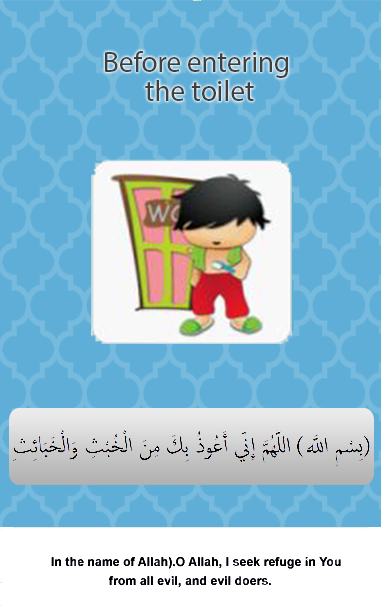 Before entering
the toilet
WC
(بِسْمِ اللَّه) اللَّهُمَّ إِنِّي أَعُوذُ بِكَ مِنَ الْخُبْثِ وَالْخَبَائِثِ
In the name of Allah).O Allah, I seek refuge in You
from all evil, and evil doers.